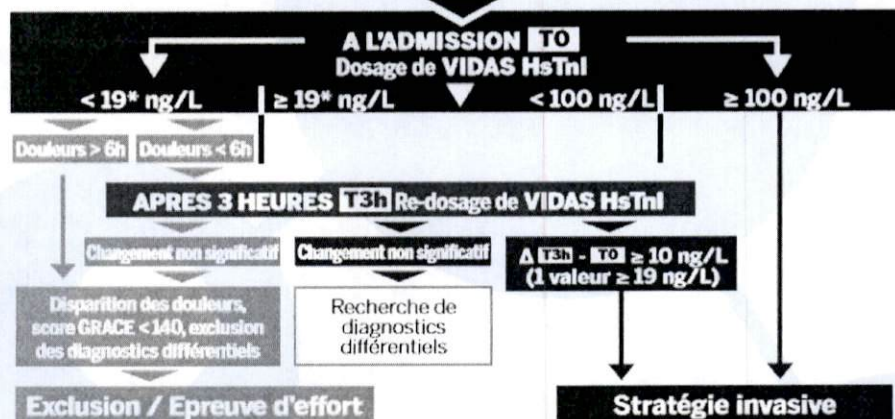 A L'ADMISSION T0
Dosage de VIDAS HsTnI
< 19* ng/L
≥ 19* ng/L
< 100 ng/L
≥ 100 ng/L
Douleurs > 6h
Douleurs < 6h
APRES 3 HEURES T3h Re-dosage de VIDAS HsTnI
Changement non significatif
Changement non significatif
Δ T3h - T0 ≥ 10 ng/L
(1 valeur ≥ 19 ng/L)
Disparition des douleurs,
score GRACE < 140, exclusion
des diagnostics différentiels
Recherche de
diagnostics
différentiels
Exclusion / Epreuve d'effort
Stratégie invasive